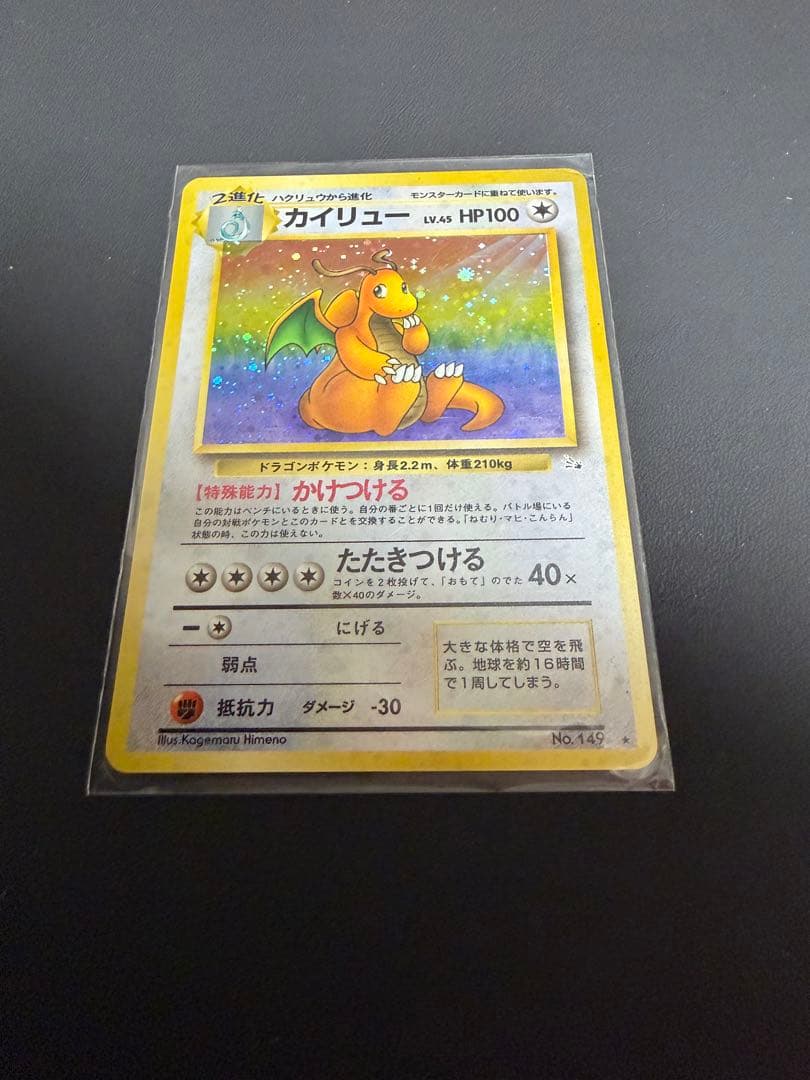 2進化 ハクリュウから進化 モンスターカードに重ねて使います。
カイリュー LV.45 HP100
ドラゴンポケモン:身長2.2m、体重210kg
【特殊能力】かけつける
この能力はベンチにいるときに使う。自分の番ごとに1回だけ使える。バトル場にいる
自分の対戦ポケモンとこのカードとを交換することができる。「ねむり・マヒ・こんらん」
状態の時、この力は使えない。
たたきつける
コインを2枚投げて、「おもて」のでた
数×40のダメージ。
40×
ー にげる
弱点
抵抗力 ダメージ -30
大きな体格で空を飛
ぶ。地球を約16時間
で1周してしまう。
Illus.Kagemaru Himeno
No.149 ★